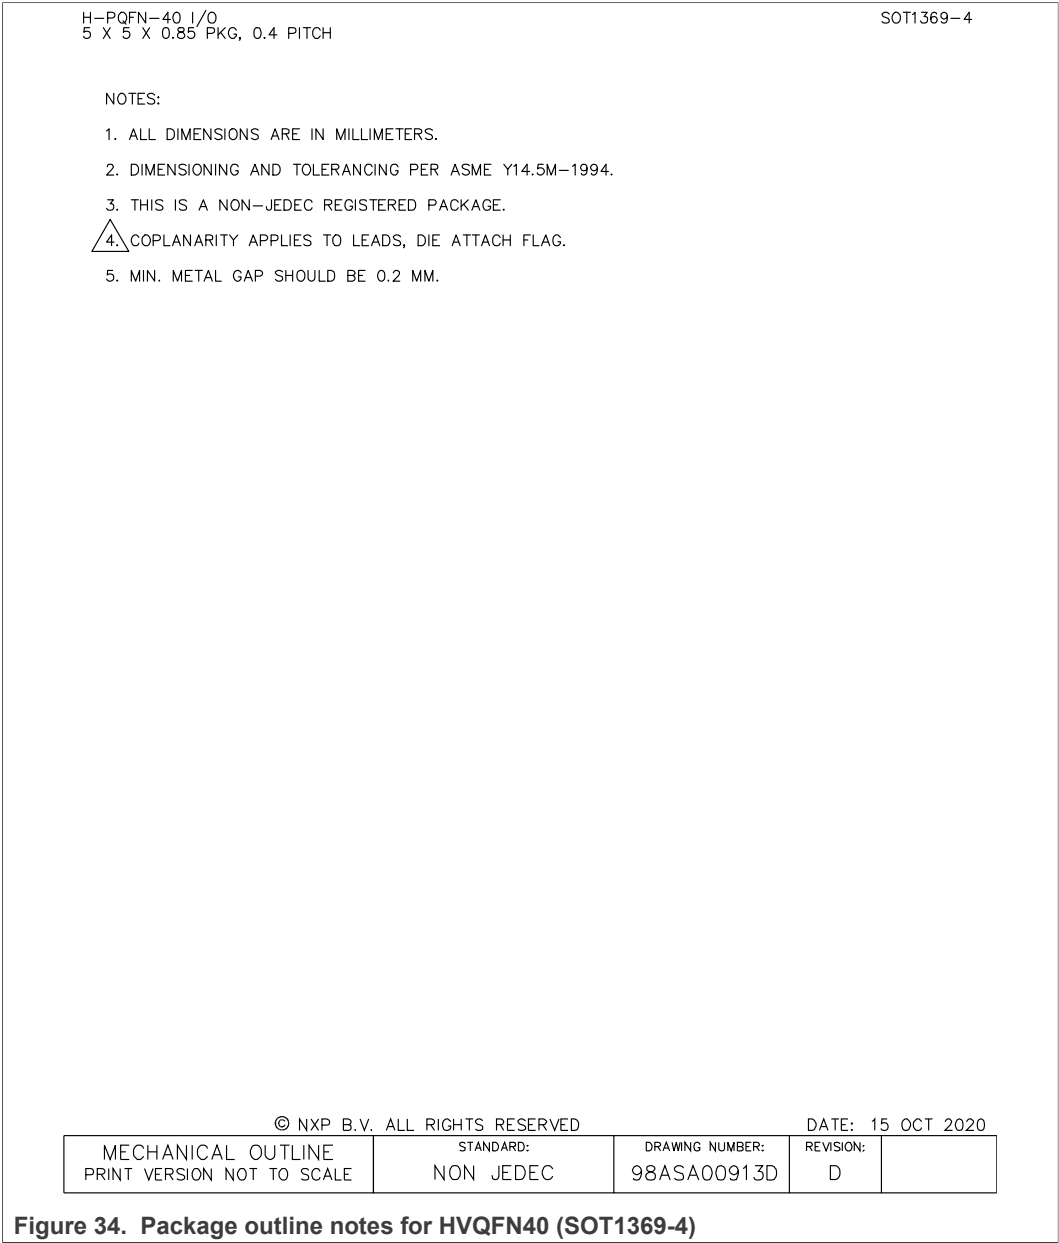 H-PQFN-40 I/O
5 X 5 X 0.85 PKG, 0.4 PITCH
SOT1369-4
NOTES:
1. ALL DIMENSIONS ARE IN MILLIMETERS.
2. DIMENSIONING AND TOLERANCING PER ASME Y14.5M-1994.
3. THIS IS A NON-JEDEC REGISTERED PACKAGE.
4. COPLANARITY APPLIES TO LEADS, DIE ATTACH FLAG.
5. MIN. METAL GAP SHOULD BE 0.2 MM.
© NXP B.V. ALL RIGHTS RESERVED
DATE: 15 OCT 2020
MECHANICAL OUTLINE
PRINT VERSION NOT TO SCALE
STANDARD:
NON JEDEC
DRAWING NUMBER:
98ASA00913D
REVISION:
D
Figure 34. Package outline notes for HVQFN40 (SOT1369-4)